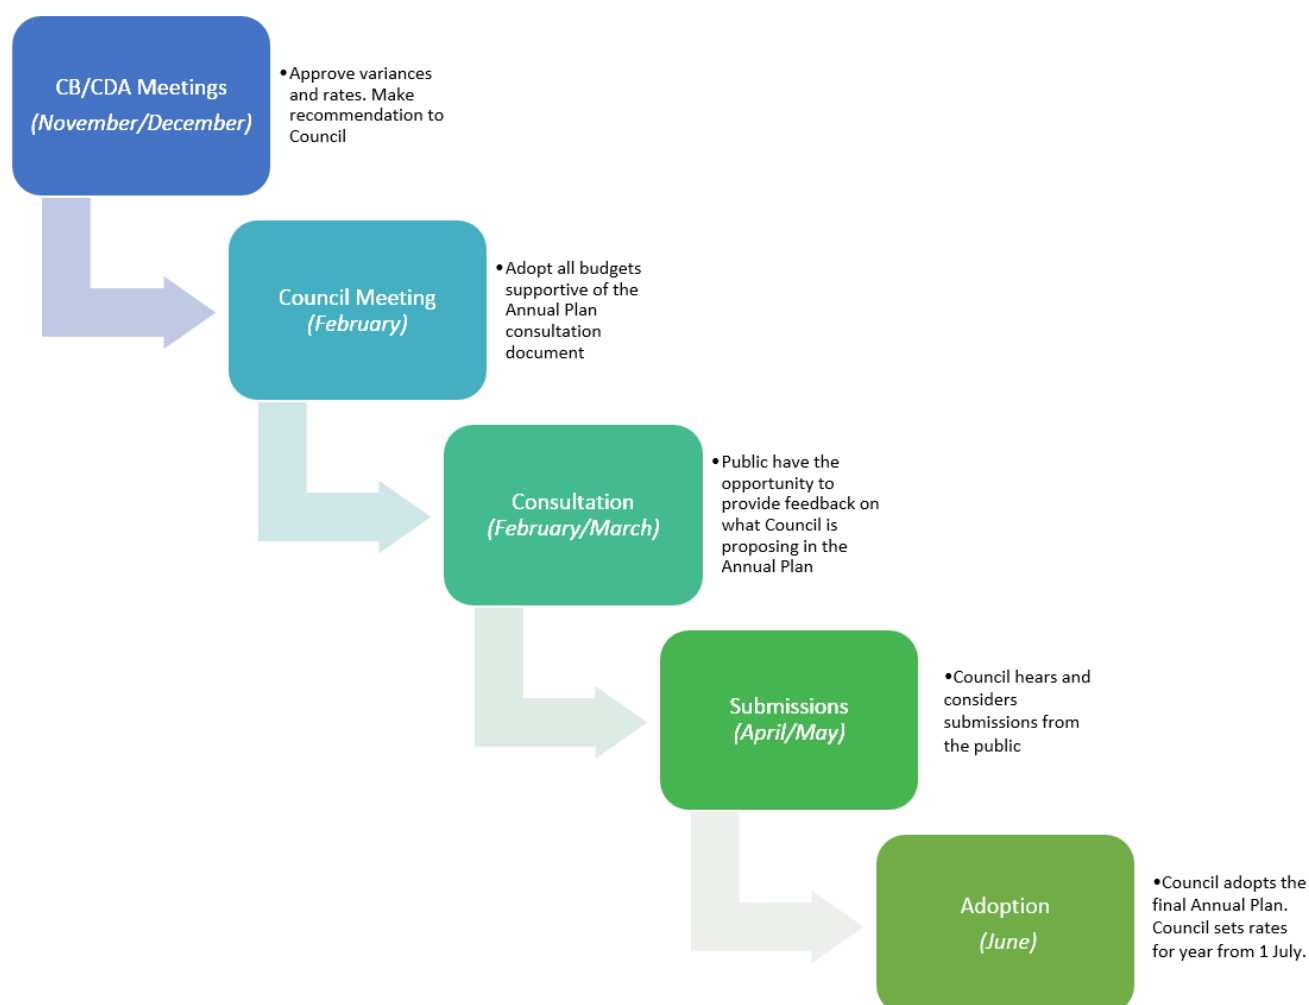 CB/CDA Meetings
(November/December)
•Approve variances
and rates. Make
recommendation to
Council
Council Meeting
(February)
•Adopt all budgets
supportive of the
Annual Plan
consultation
document
Consultation
(February/March)
•Public have the
opportunity to
provide feedback on
what Council is
proposing in the
Annual Plan
Submissions
(April/May)
•Council hears and
considers
submissions from
the public
Adoption
(June)
•Council adopts the
final Annual Plan.
Council sets rates
for year from 1 July.